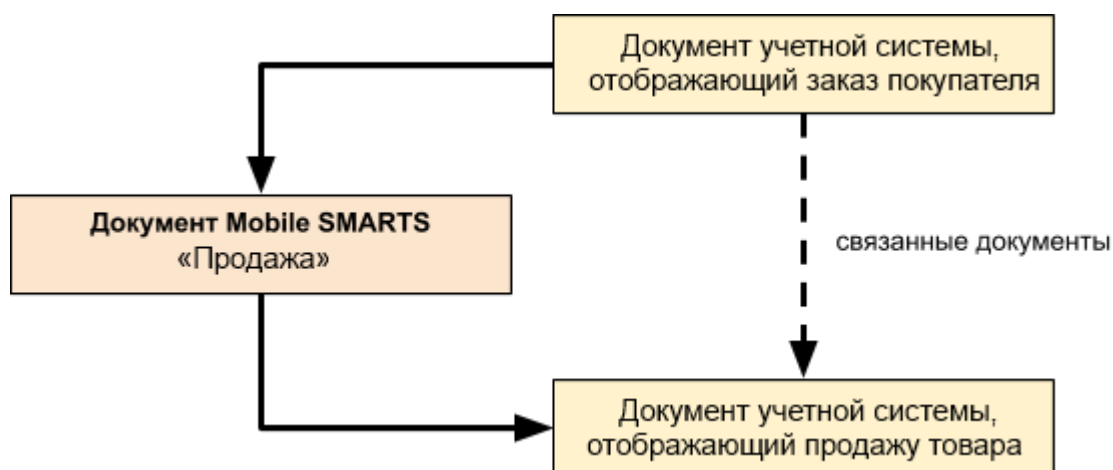 Документ учетной системы,
отображающий заказ покупателя
Документ Mobile SMARTS
«Продажа»
связанные документы
Документ учетной системы,
отображающий продажу товара